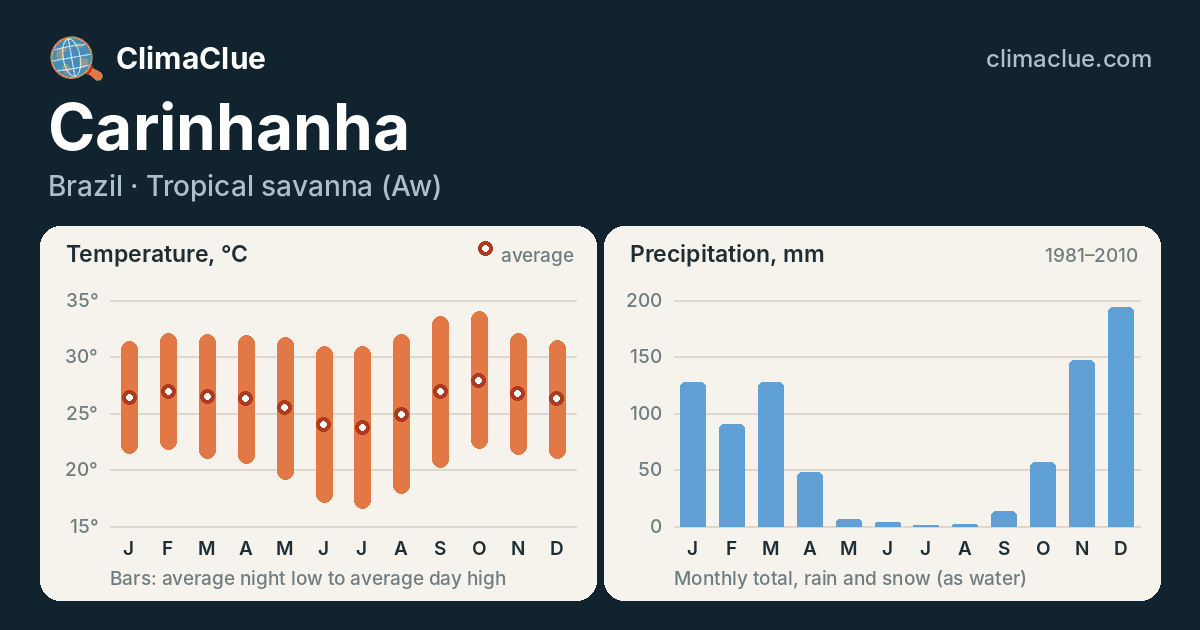 ClimaClue
climaclue.com
Carinhanha
Brazil · Tropical savanna (Aw)
Temperature, °C
average
35°
30°
25°
20°
15°
J F M A M J J A S O N D
Bars: average night low to average day high
Precipitation, mm
1981–2010
200
150
100
50
0
J F M A M J J A S O N D
Monthly total, rain and snow (as water)